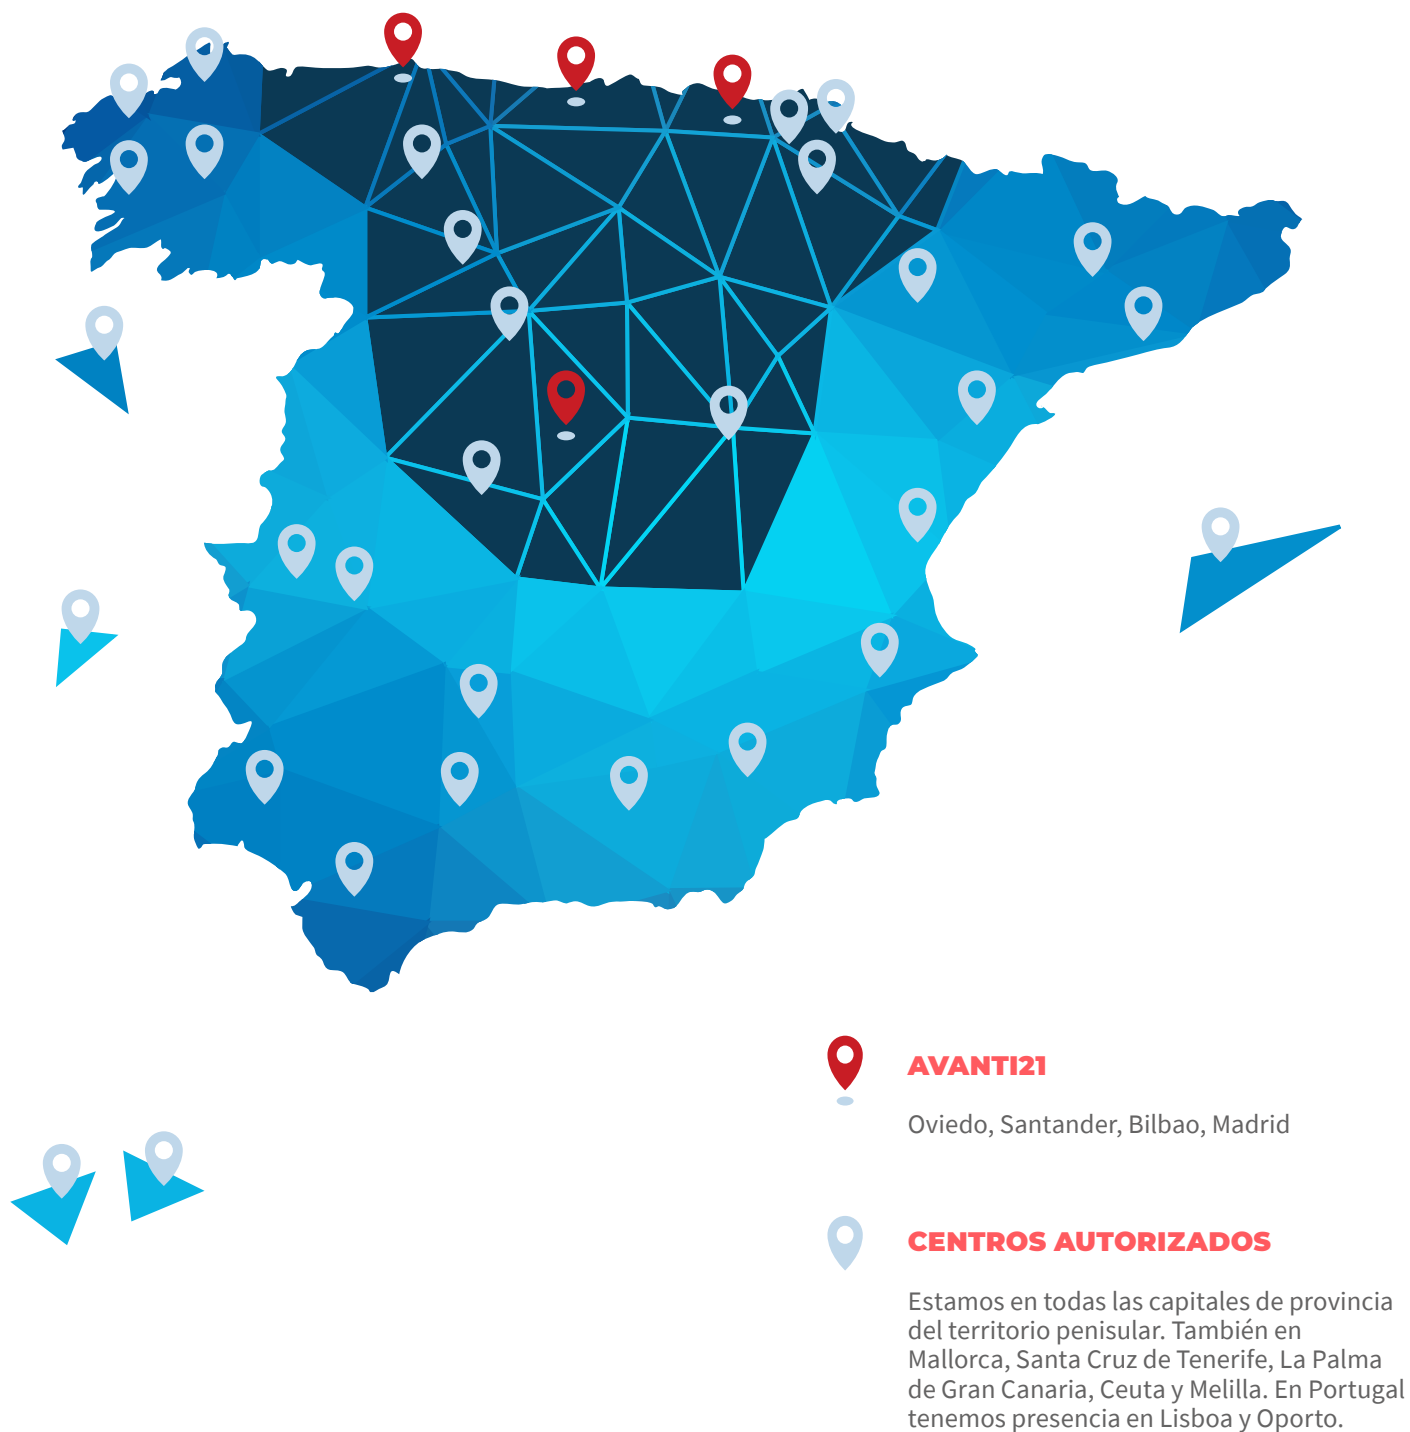 AVANTI21
Oviedo, Santander, Bilbao, Madrid
CENTROS AUTORIZADOS
Estamos en todas las capitales de provincia
del territorio penisular. También en
Mallorca, Santa Cruz de Tenerife, La Palma
de Gran Canaria, Ceuta y Melilla. En Portugal
tenemos presencia en Lisboa y Oporto.